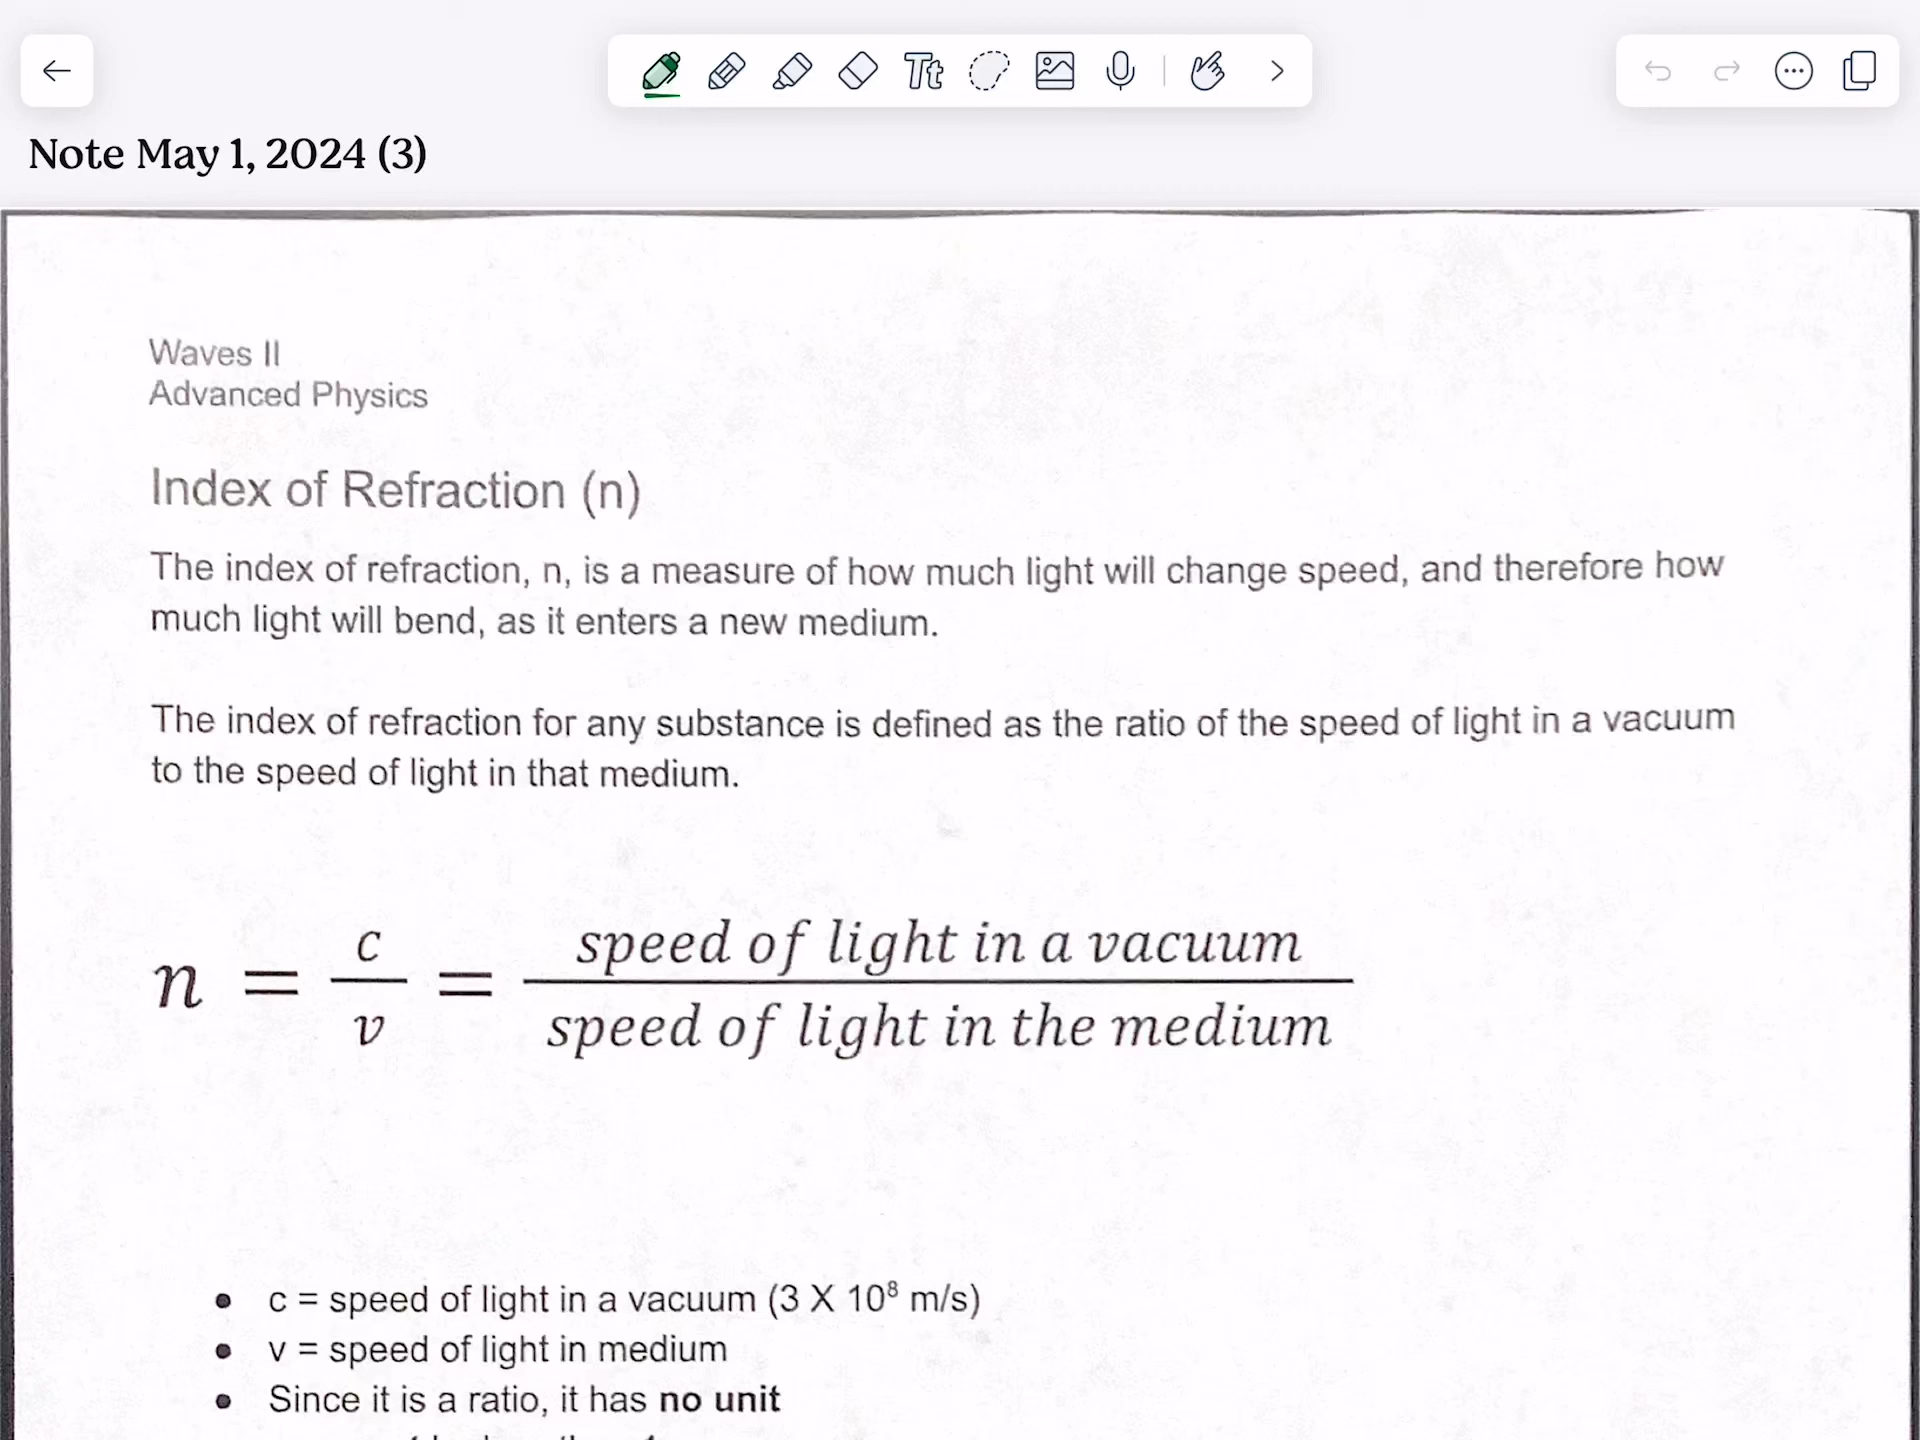 Note May 1, 2024 (3)
Waves II
Advanced Physics
Index of Refraction (n)
The index of refraction, n, is a measure of how much light will change speed, and therefore how
much light will bend, as it enters a new medium.
The index of refraction for any substance is defined as the ratio of the speed of light in a vacuum
to the speed of light in that medium.
n = c/v = speed of light in a vacuum / speed of light in the medium
• c = speed of light in a vacuum (3 X 10⁸ m/s)
• v = speed of light in medium
• Since it is a ratio, it has no unit